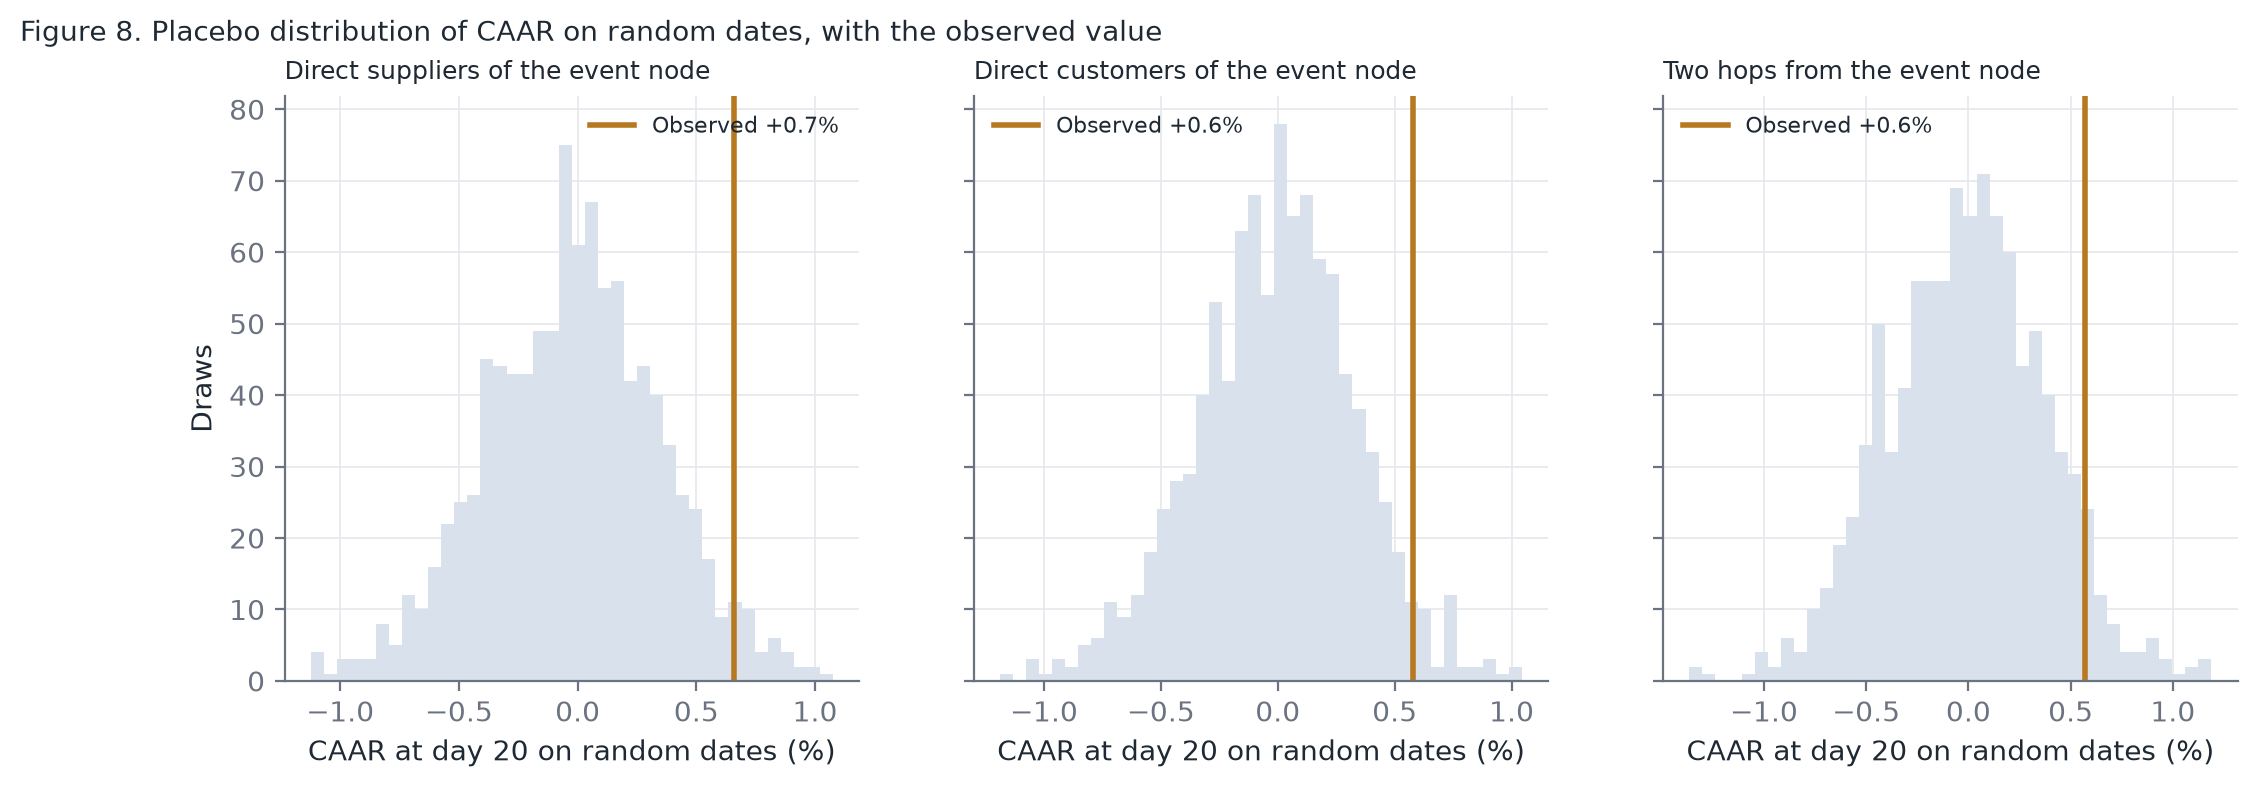 Figure 8. Placebo distribution of CAAR on random dates, with the observed value
Direct suppliers of the event node
Observed +0.7%
Draws
80
70
60
50
40
30
20
10
0
−1.0 −0.5 0.0 0.5 1.0
CAAR at day 20 on random dates (%)
Direct customers of the event node
Observed +0.6%
−1.0 −0.5 0.0 0.5 1.0
CAAR at day 20 on random dates (%)
Two hops from the event node
Observed +0.6%
−1.0 −0.5 0.0 0.5 1.0
CAAR at day 20 on random dates (%)